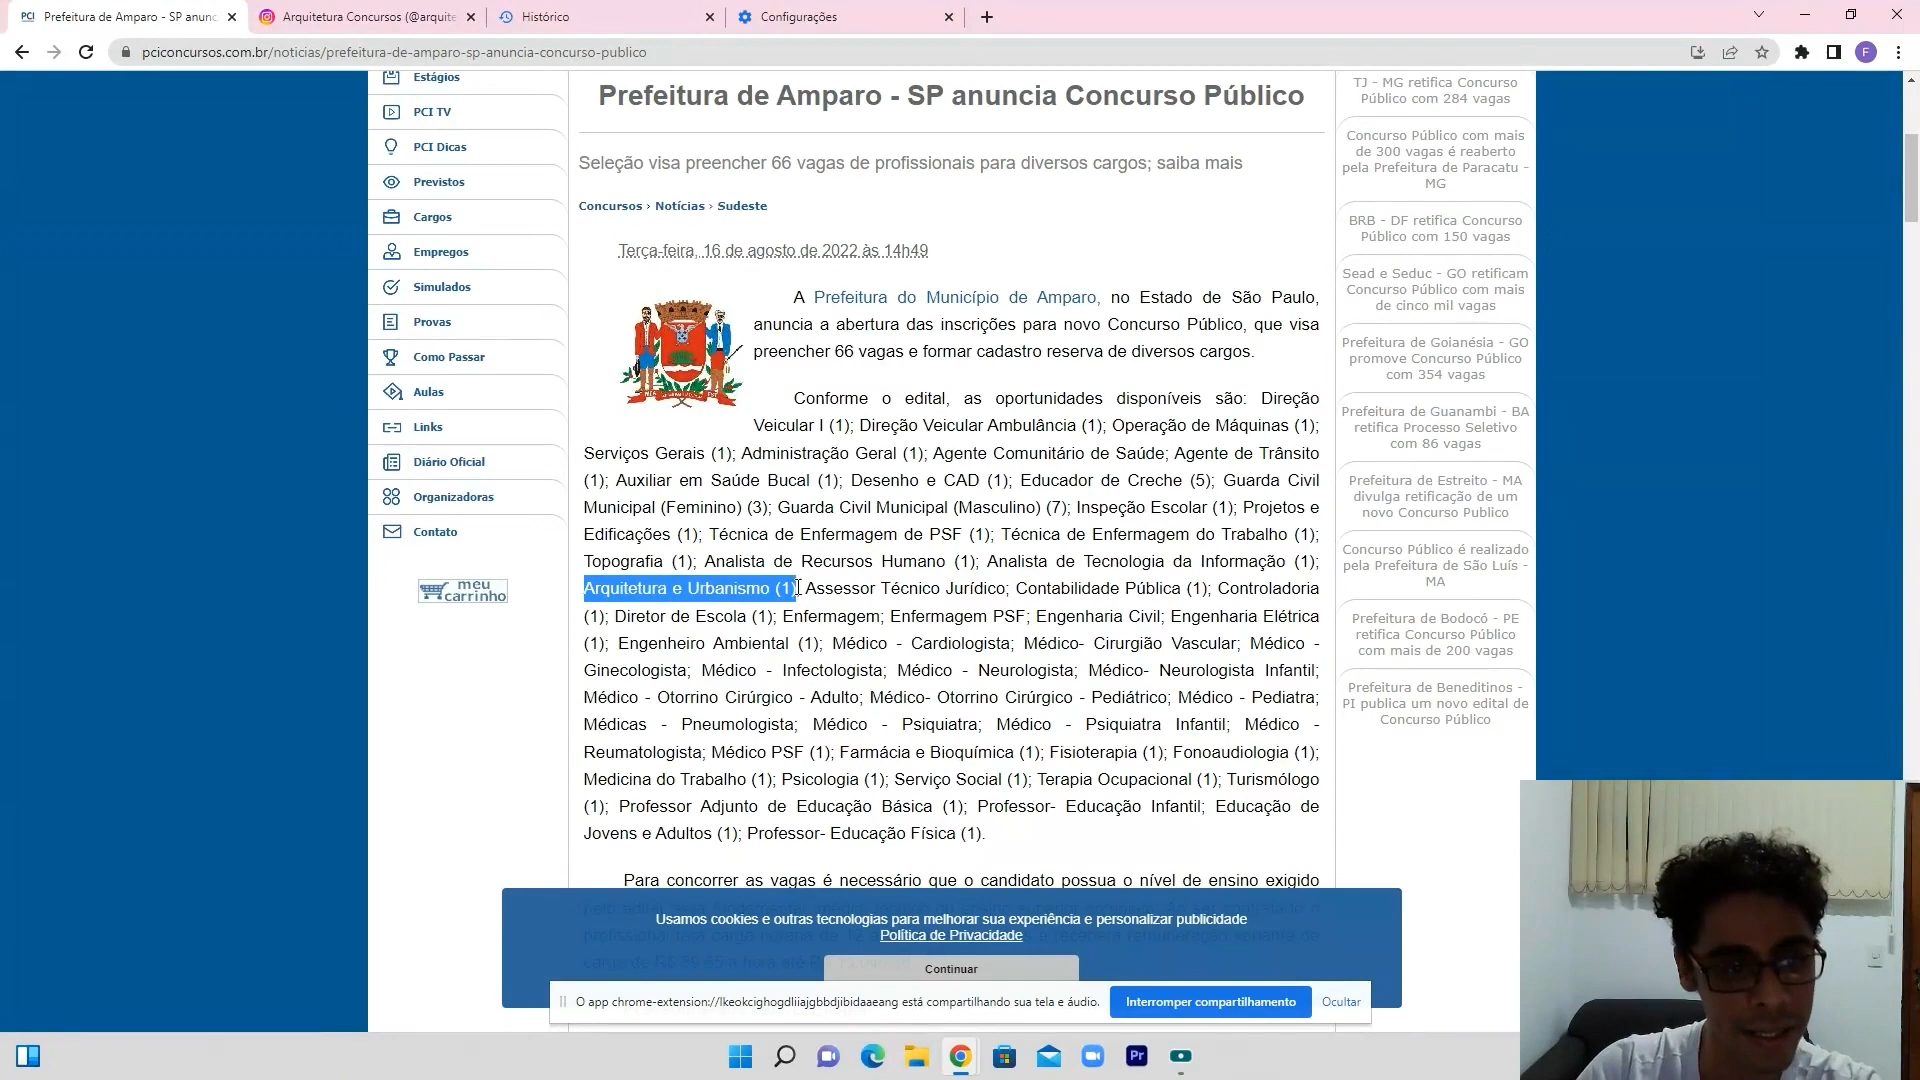 Prefeitura de Amparo - SP anunc
Arquitetura Concursos (@arquite
Histórico
Configurações
pciconcursos.com.br/noticias/prefeitura-de-amparo-sp-anuncia-concurso-publico
F
Estágios
PCI TV
PCI Dicas
Previstos
Cargos
Empregos
Simulados
Provas
Como Passar
Aulas
Links
Diário Oficial
Organizadoras
Contato
meu
carrinho
Prefeitura de Amparo - SP anuncia Concurso Público
Seleção visa preencher 66 vagas de profissionais para diversos cargos; saiba mais
Concursos › Notícias › Sudeste
Terça-feira, 16 de agosto de 2022 às 14h49
A Prefeitura do Município de Amparo, no Estado de São Paulo,
anuncia a abertura das inscrições para novo Concurso Público, que visa
preencher 66 vagas e formar cadastro reserva de diversos cargos.
Conforme o edital, as oportunidades disponíveis são: Direção
Veicular I (1); Direção Veicular Ambulância (1); Operação de Máquinas (1);
Serviços Gerais (1); Administração Geral (1); Agente Comunitário de Saúde; Agente de Trânsito
(1); Auxiliar em Saúde Bucal (1); Desenho e CAD (1); Educador de Creche (5); Guarda Civil
Municipal (Feminino) (3); Guarda Civil Municipal (Masculino) (7); Inspeção Escolar (1); Projetos e
Edificações (1); Técnica de Enfermagem de PSF (1); Técnica de Enfermagem do Trabalho (1);
Topografia (1); Analista de Recursos Humano (1); Analista de Tecnologia da Informação (1);
Arquitetura e Urbanismo (1); Assessor Técnico Jurídico; Contabilidade Pública (1); Controladoria
(1); Diretor de Escola (1); Enfermagem; Enfermagem PSF; Engenharia Civil; Engenharia Elétrica
(1); Engenheiro Ambiental (1); Médico - Cardiologista; Médico- Cirurgião Vascular; Médico -
Ginecologista; Médico - Infectologista; Médico - Neurologista; Médico- Neurologista Infantil;
Médico - Otorrino Cirúrgico - Adulto; Médico- Otorrino Cirúrgico - Pediátrico; Médico - Pediatra;
Médicas - Pneumologista; Médico - Psiquiatra; Médico - Psiquiatra Infantil; Médico -
Reumatologista; Médico PSF (1); Farmácia e Bioquímica (1); Fisioterapia (1); Fonoaudiologia (1);
Medicina do Trabalho (1); Psicologia (1); Serviço Social (1); Terapia Ocupacional (1); Turismólogo
(1); Professor Adjunto de Educação Básica (1); Professor- Educação Infantil; Educação de
Jovens e Adultos (1); Professor- Educação Física (1).
Para concorrer as vagas é necessário que o candidato possua o nível de ensino exigido
TJ - MG retifica Concurso
Público com 284 vagas
Concurso Público com mais
de 300 vagas é reaberto
pela Prefeitura de Paracatu -
MG
BRB - DF retifica Concurso
Público com 150 vagas
Sead e Seduc - GO retificam
Concurso Público com mais
de cinco mil vagas
Prefeitura de Goianésia - GO
promove Concurso Público
com 354 vagas
Prefeitura de Guanambi - BA
retifica Processo Seletivo
com 86 vagas
Prefeitura de Estreito - MA
divulga retificação de um
novo Concurso Publico
Concurso Público é realizado
pela Prefeitura de São Luís -
MA
Prefeitura de Bodocó - PE
retifica Concurso Público
com mais de 200 vagas
Prefeitura de Beneditinos -
PI publica um novo edital de
Concurso Público
Usamos cookies e outras tecnologias para melhorar sua experiência e personalizar publicidade
Política de Privacidade
Continuar
O app chrome-extension://lkeokcighogdliiajgbbdjibidaaeang está compartilhando sua tela e áudio.
Interromper compartilhamento
Ocultar
Pr